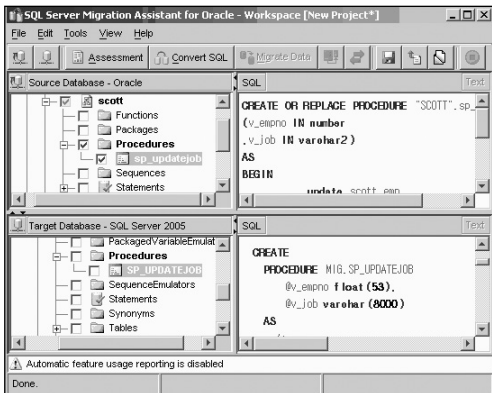 SQL Server Migration Assistant for Oracle - Workspace [New Project*]
File Edit Tools View Help
Assessment Convert SQL Migrate Data
Source Database - Oracle
scott
Functions
Packages
Procedures
sp_updatejob
Sequences
Statements
SQL Text
CREATE OR REPLACE PROCEDURE "SCOTT".sp_
(v_empno IN number
,v_job IN varchar2)
AS
BEGIN
update scott.emp
Target Database - SQL Server 2005
PackagedVariableEmulat
Procedures
SP_UPDATEJOB
SequenceEmulators
Statements
Synonyms
Tables
SQL Text
CREATE
PROCEDURE MIG.SP_UPDATEJOB
@v_empno float(53),
@v_job varchar(8000)
AS
Automatic feature usage reporting is disabled
Done.